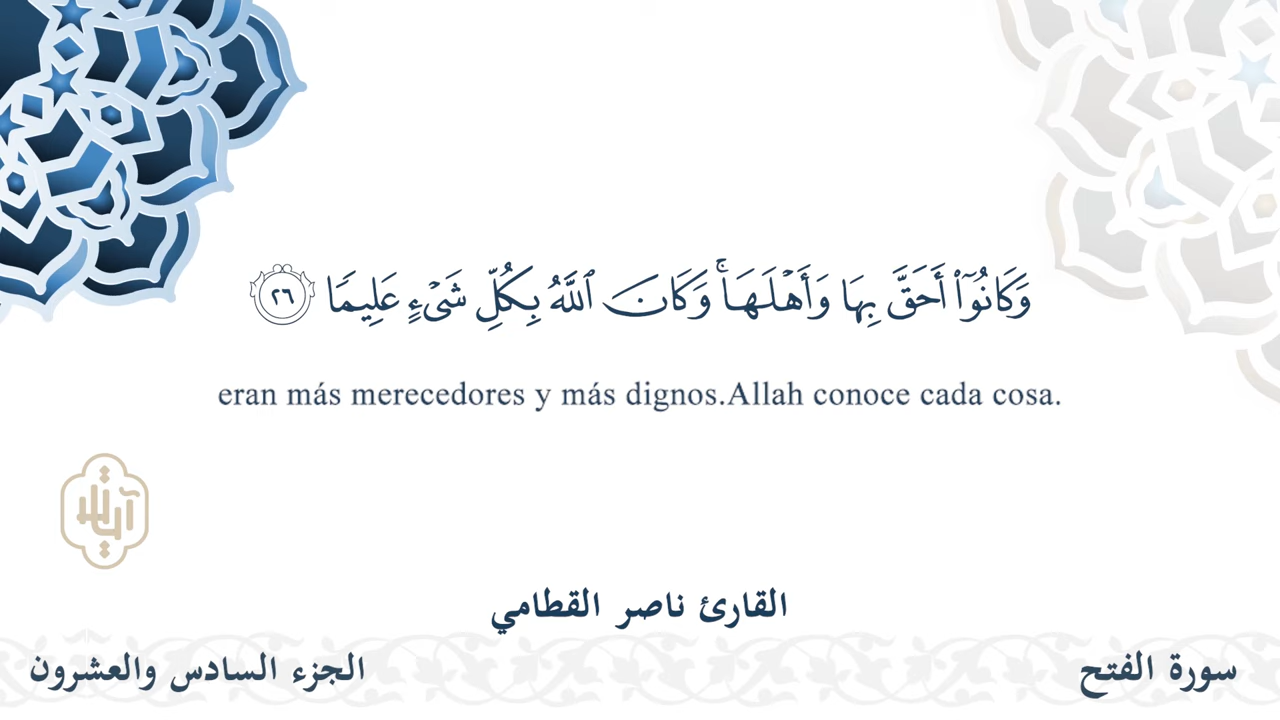 وَكَانُوٓا۟ أَحَقَّ بِهَا وَأَهْلَهَا ۚ وَكَانَ ٱللَّهُ بِكُلِّ شَىْءٍ عَلِيمًا ٢٦
eran más merecedores y más dignos.Allah conoce cada cosa.
القارئ ناصر القطامي
سورة الفتح
الجزء السادس والعشرون